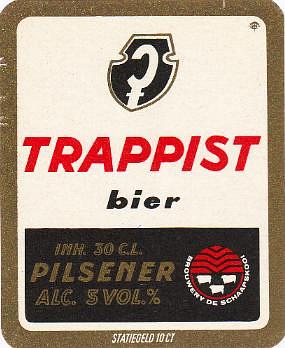 TRAPPIST
bier
INH. 30 C.L.
PILSENER
ALC. 5 VOL.%
BROUWERIJ DE SCHAAPSKOOI
STATIEGELD 10 CT